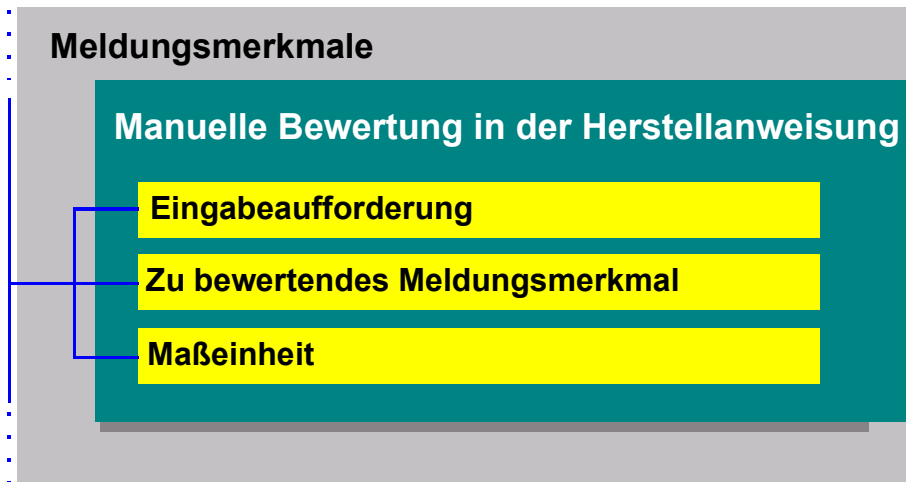 Meldungsmerkmale
Manuelle Bewertung in der Herstellanweisung
Eingabeaufforderung
Zu bewertendes Meldungsmerkmal
Maßeinheit